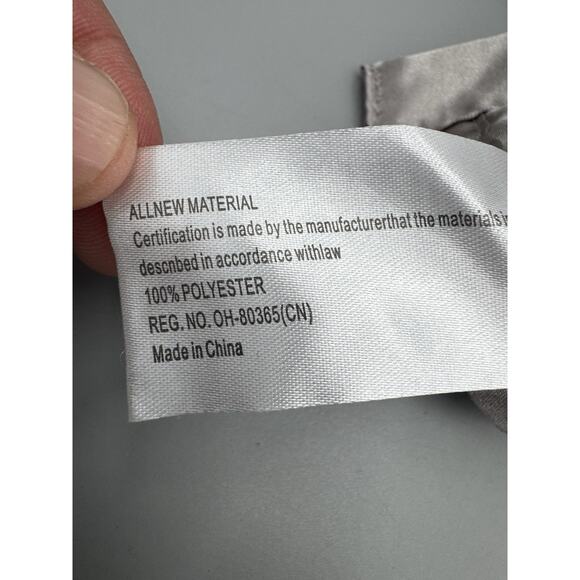 ALLNEW MATERIAL
Certification is made by the manufacturerthat the materials
descnbed in accordance withlaw
100% POLYESTER
REG. NO. OH-80365(CN)
Made in China